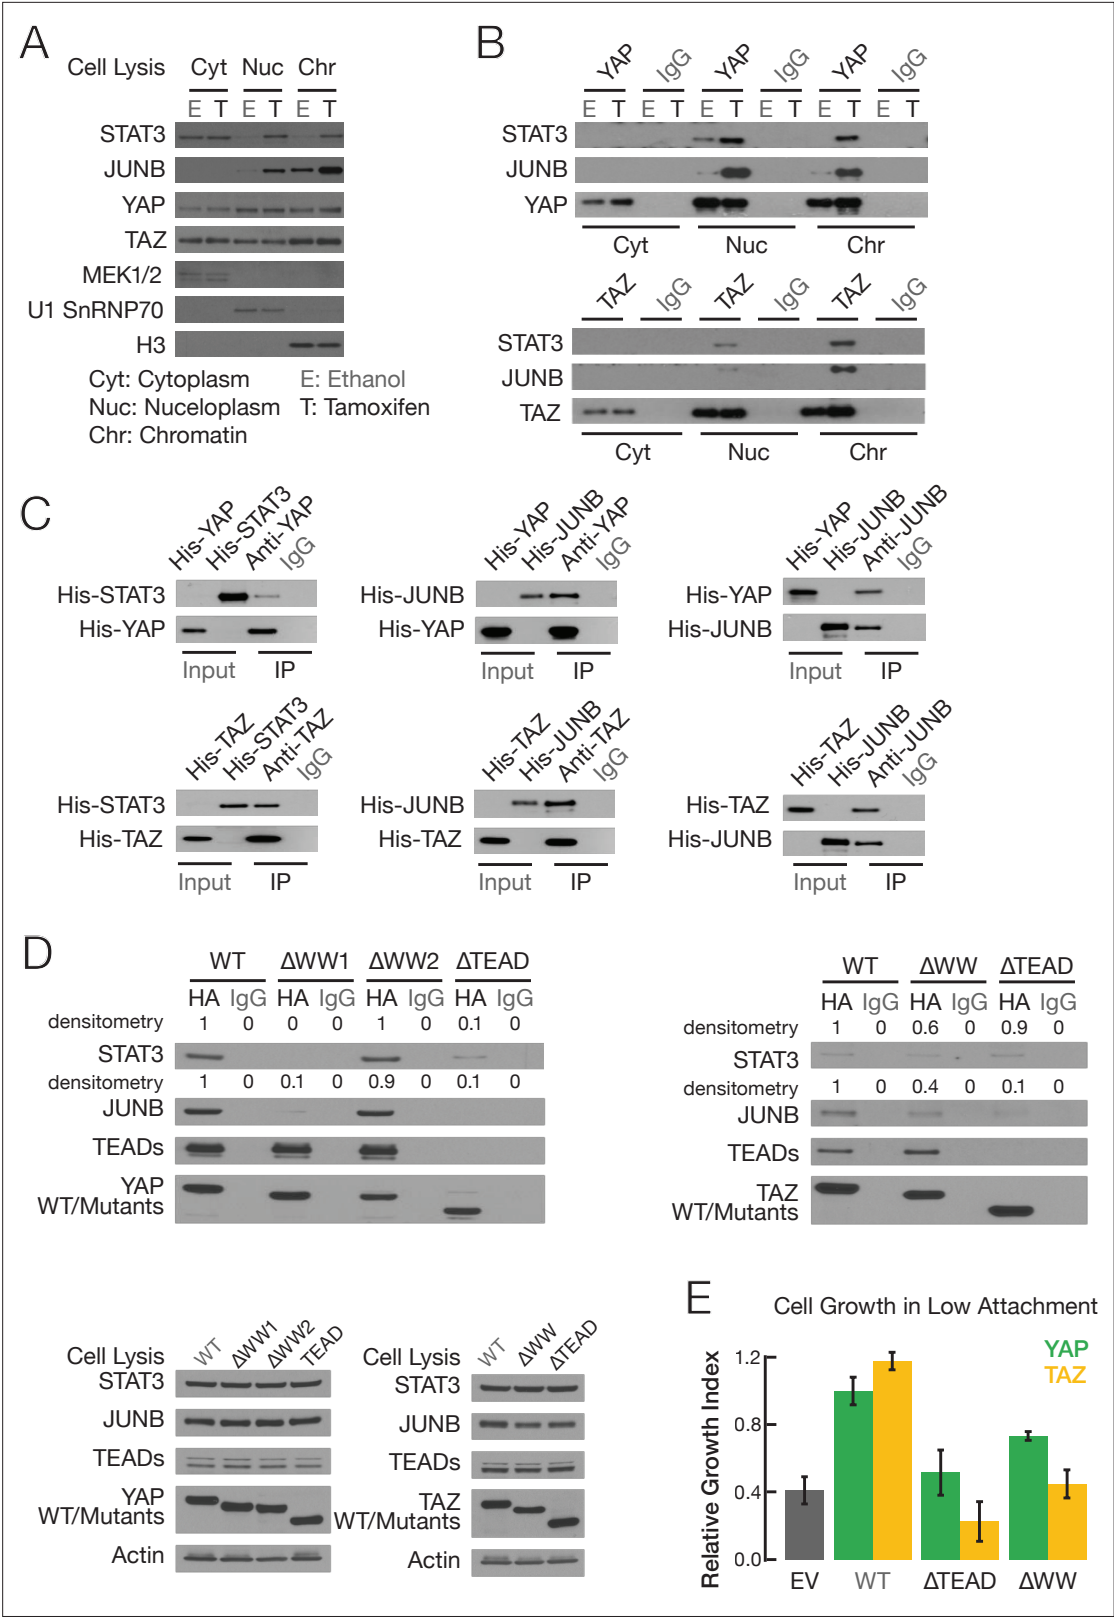 A
Cell Lysis Cyt Nuc Chr
E T E T E T
STAT3
JUNB
YAP
TAZ
MEK1/2
U1 SnRNP70
H3
Cyt: Cytoplasm E: Ethanol
Nuc: Nuceloplasm T: Tamoxifen
Chr: Chromatin
B
YAP IgG YAP IgG YAP IgG
E T E T E T E T E T E T
STAT3
JUNB
YAP
Cyt Nuc Chr
TAZ IgG TAZ IgG TAZ IgG
STAT3
JUNB
TAZ
Cyt Nuc Chr
C
His-YAP His-STAT3 Anti-YAP IgG
His-STAT3
His-YAP
Input IP
His-YAP His-JUNB Anti-YAP IgG
His-JUNB
His-YAP
Input IP
His-YAP His-JUNB Anti-JUNB IgG
His-YAP
His-JUNB
Input IP
His-TAZ His-STAT3 Anti-TAZ IgG
His-STAT3
His-TAZ
Input IP
His-TAZ His-JUNB Anti-TAZ IgG
His-JUNB
His-TAZ
Input IP
His-TAZ His-JUNB Anti-JUNB IgG
His-TAZ
His-JUNB
Input IP
D
WT ΔWW1 ΔWW2 ΔTEAD
HA IgG HA IgG HA IgG HA IgG
densitometry 1 0 0 0 1 0 0.1 0
STAT3
densitometry 1 0 0.1 0 0.9 0 0.1 0
JUNB
TEADs
YAP
WT/Mutants
WT ΔWW ΔTEAD
HA IgG HA IgG HA IgG
densitometry 1 0 0.6 0 0.9 0
STAT3
densitometry 1 0 0.4 0 0.1 0
JUNB
TEADs
TAZ
WT/Mutants
Cell Lysis WT ΔWW1 ΔWW2 TEAD
STAT3
JUNB
TEADs
YAP
WT/Mutants
Actin
Cell Lysis WT ΔWW ΔTEAD
STAT3
JUNB
TEADs
TAZ
WT/Mutants
Actin
E
Cell Growth in Low Attachment
YAP
TAZ
Relative Growth Index
1.2
0.8
0.4
0.0
EV WT ΔTEAD ΔWW